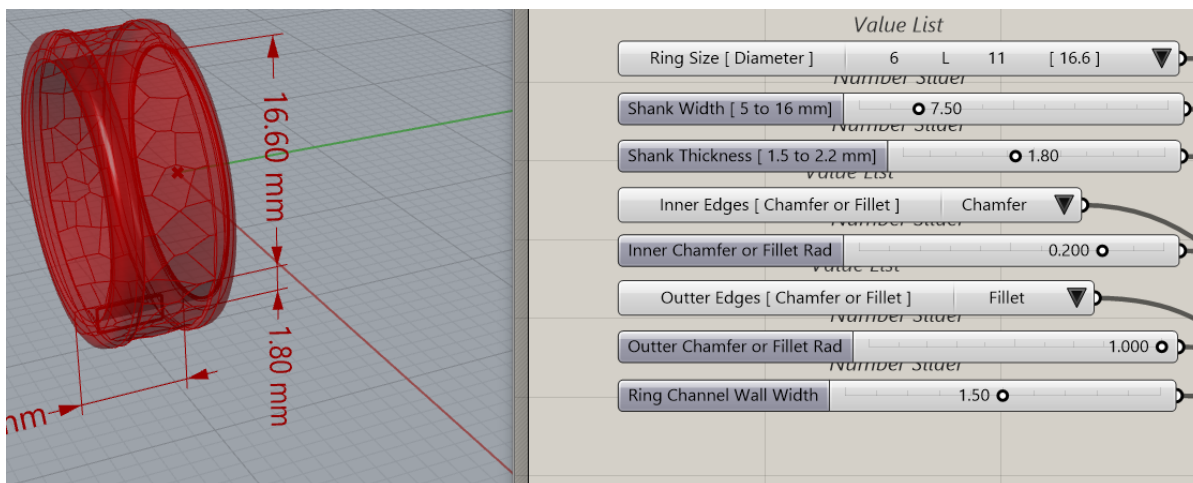 16.60 mm
1.80 mm
mm
Value List
Ring Size [ Diameter ] 6 L 11 [ 16.6 ]
Number Slider
Shank Width [ 5 to 16 mm] 7.50
Number Slider
Shank Thickness [ 1.5 to 2.2 mm] 1.80
Value List
Inner Edges [ Chamfer or Fillet ] Chamfer
Number Slider
Inner Chamfer or Fillet Rad 0.200
Value List
Outter Edges [ Chamfer or Fillet ] Fillet
Number Slider
Outter Chamfer or Fillet Rad 1.000
Number Slider
Ring Channel Wall Width 1.50